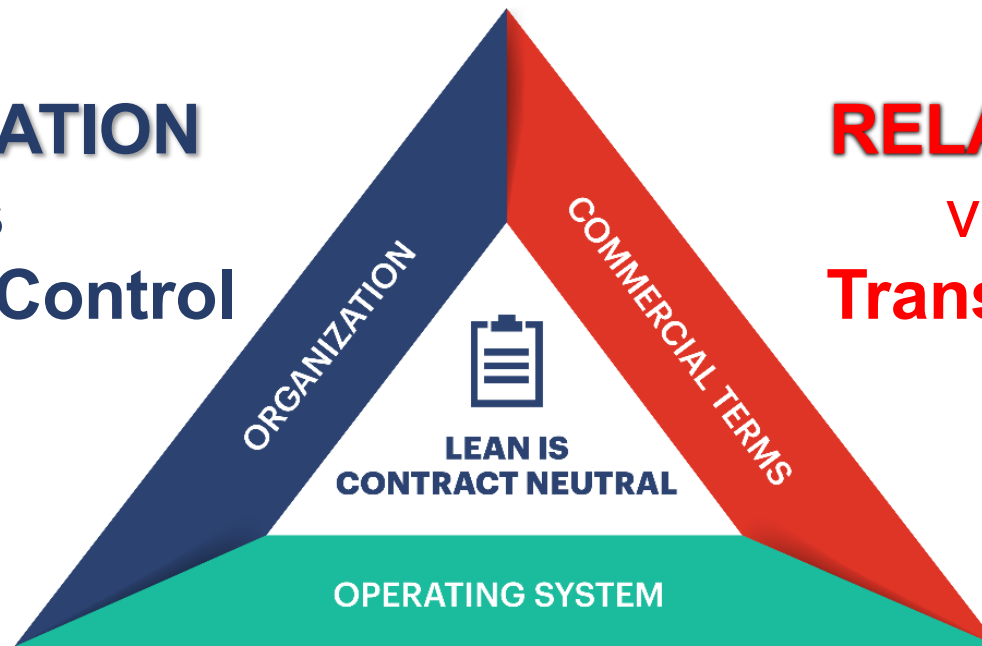 ATION
s
Control
RELA
V
Trans
ORGANIZATION
COMMERCIAL TERMS
LEAN IS
CONTRACT NEUTRAL
OPERATING SYSTEM